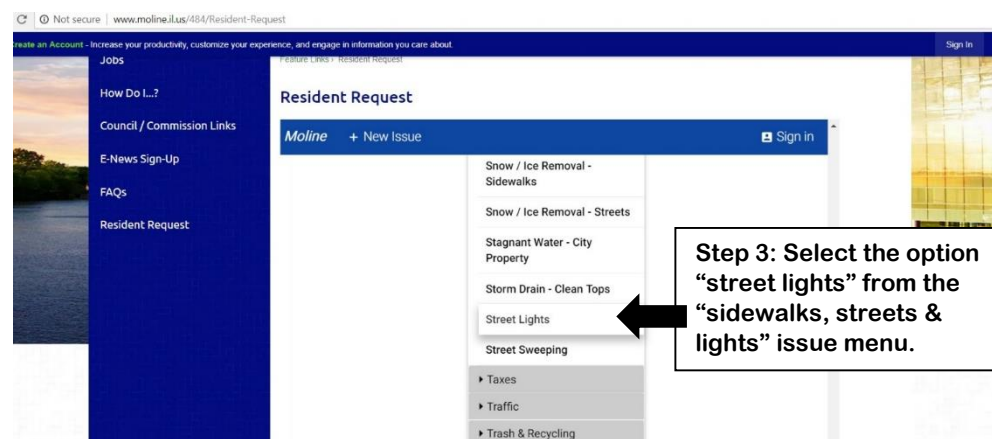 Not secure | www.moline.il.us/484/Resident-Request
Create an Account - Increase your productivity, customize your experience, and engage in information you care about.
Sign In
Jobs
How Do I...?
Council / Commission Links
E-News Sign-Up
FAQs
Resident Request
Feature Links › Resident Request
Resident Request
Moline + New Issue
Sign in
Snow / Ice Removal -
Sidewalks
Snow / Ice Removal - Streets
Stagnant Water - City
Property
Storm Drain - Clean Tops
Street Lights
Street Sweeping
Taxes
Traffic
Trash & Recycling
Step 3: Select the option
“street lights” from the
“sidewalks, streets &
lights” issue menu.